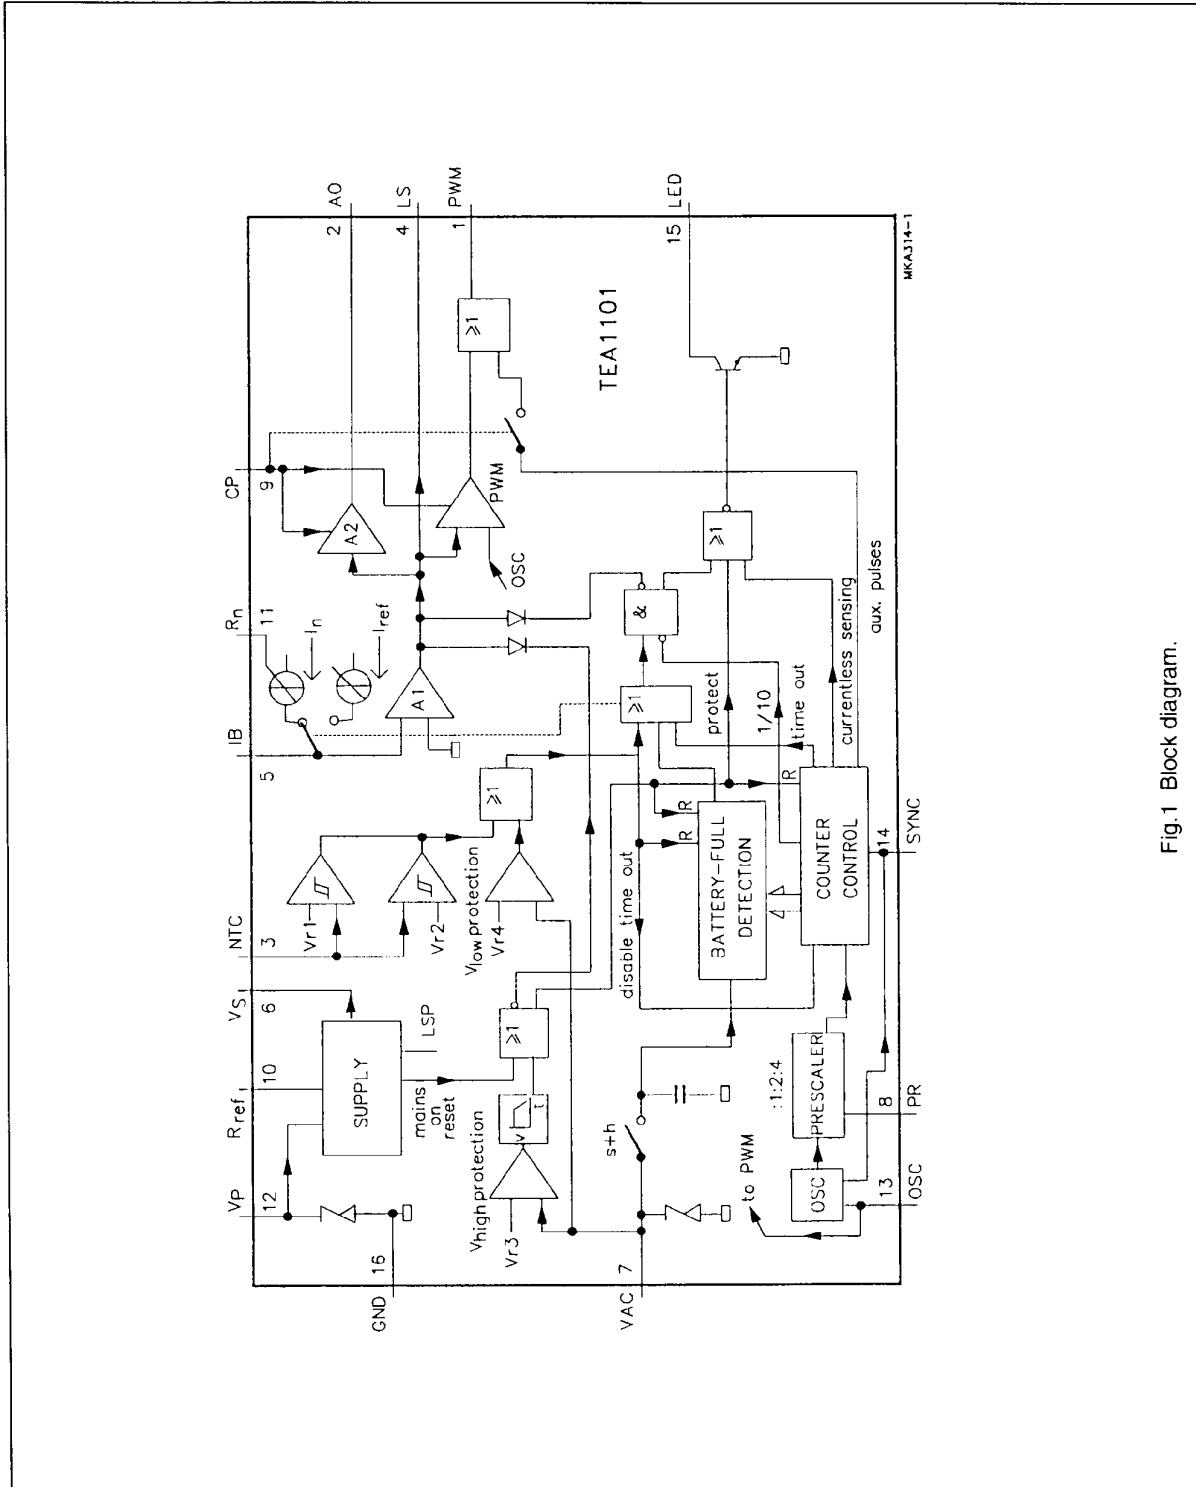 VP
12
Rref
10
VS
6
NTC
3
IB
5
Rn
11
CP
9
GND
16
SUPPLY
mains
on
reset
LSP
Vr1
Vr2
In
Iref
A1
A2
2
AO
4
LS
1
PWM
Vhigh protection
Vr3
V
t
≥1
Vlow protection
Vr4
≥1
OSC
PWM
≥1
TEA1101
VAC
7
s+h
disable time out
R
R
BATTERY-FULL
DETECTION
≥1
&
protect
1/10
time out
≥1
15
LED
to PWM
OSC
:1:2:4
PRESCALER
COUNTER
CONTROL
R
currentless sensing
aux. pulses
13
OSC
8
PR
14
SYNC
MKA314-1
Fig.1 Block diagram.